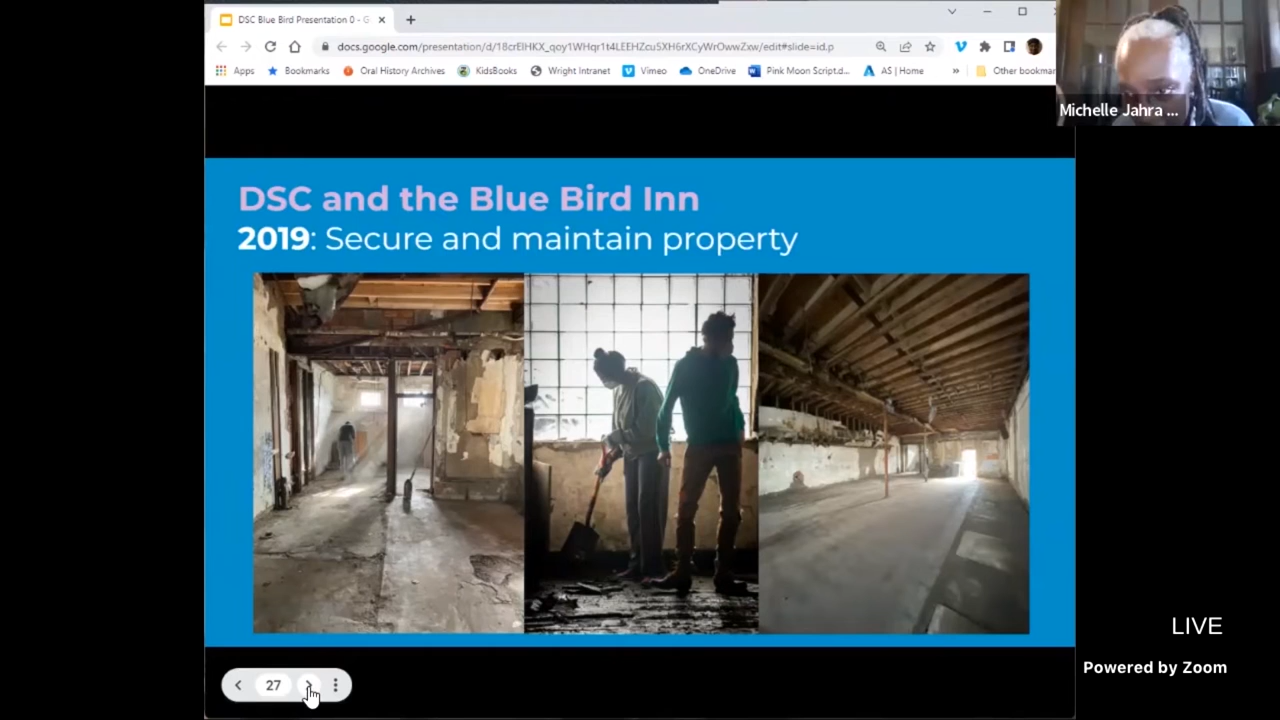 DSC Blue Bird Presentation 0 - G
docs.google.com/presentation/d/18crElHKX_qoy1WHqr1t4LEEHZcu5XH6rXCyWrOwwZxw/edit#slide=id.p
Apps Bookmarks Oral History Archives KidsBooks Wright Intranet Vimeo OneDrive Pink Moon Script.d... AS | Home » Other bookmar
Michelle Jahra ...
DSC and the Blue Bird Inn
2019: Secure and maintain property
27
LIVE
Powered by Zoom